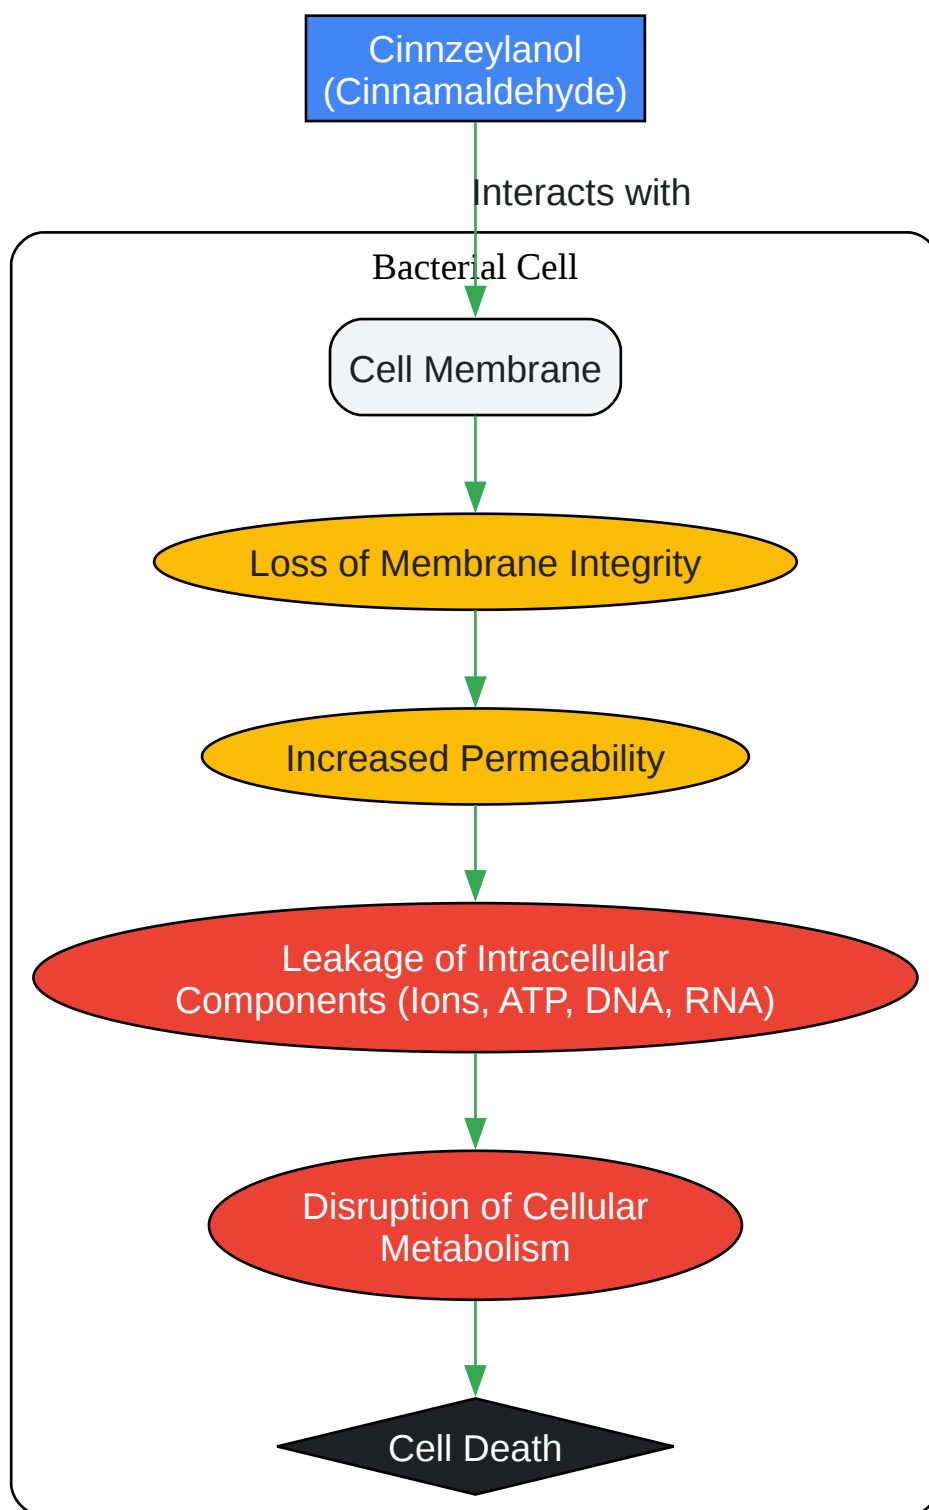 Cinnzeylanol
(Cinnamaldehyde)
Interacts with
Bacterial Cell
Cell Membrane
Loss of Membrane Integrity
Increased Permeability
Leakage of Intracellular
Components (Ions, ATP, DNA, RNA)
Disruption of Cellular
Metabolism
Cell Death